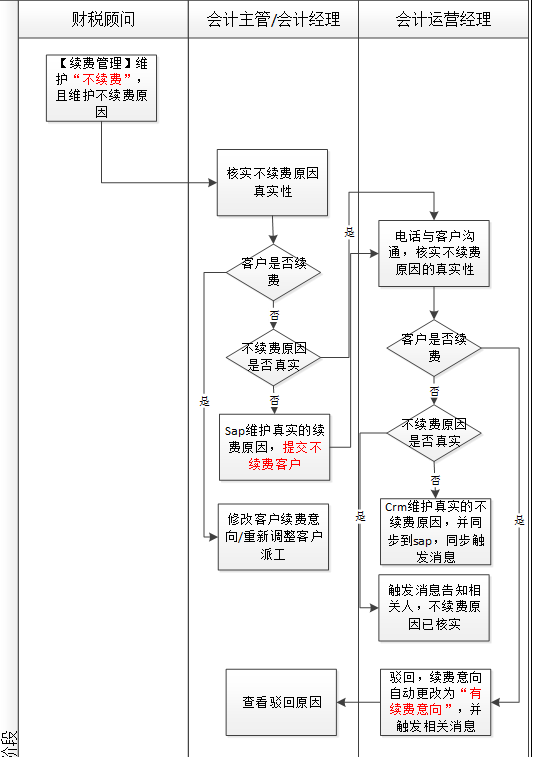 财税顾问
会计主管/会计经理
会计运营经理
【续费管理】维
护“不续费”，
且维护不续费原
因
核实不续费原因
真实性
是
电话与客户沟
通，核实不续费
原因的真实性
客户是否续
费
否
不续费原因
是否真实
是
否
Sap维护真实的续
费原因，提交不
续费客户
修改客户续费意
向/重新调整客户
派工
客户是否续
费
否
不续费原因
是否真实
否
是
是
Crm维护真实的不
续费原因，并同
步到sap，同步触
发消息
触发消息告知相
关人，不续费原
因已核实
驳回，续费意向
自动更改为“有
续费意向”，并
触发相关消息
查看驳回原因
阶段